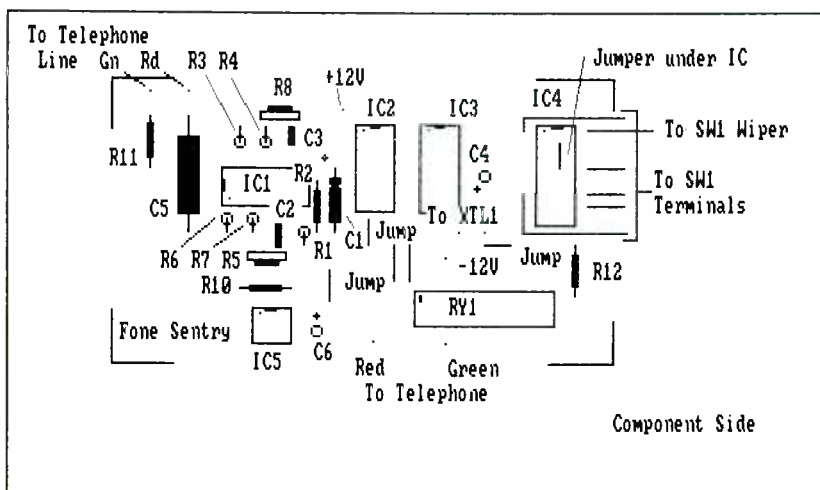 To Telephone
Line Gn Rd R3 R4
Jumper under IC
+12V
R8
IC2
IC3
IC4
C3
To SW1 Wiper
C4
R11
R2
IC1
To SW1
Terminals
C5
C2
To XTL1
R6
R7
R5
R1
C1
Jump
-12V
Jump
R12
R10
Jump
RY1
Fone Sentry
IC5
C6
Red
Green
To Telephone
Component Side